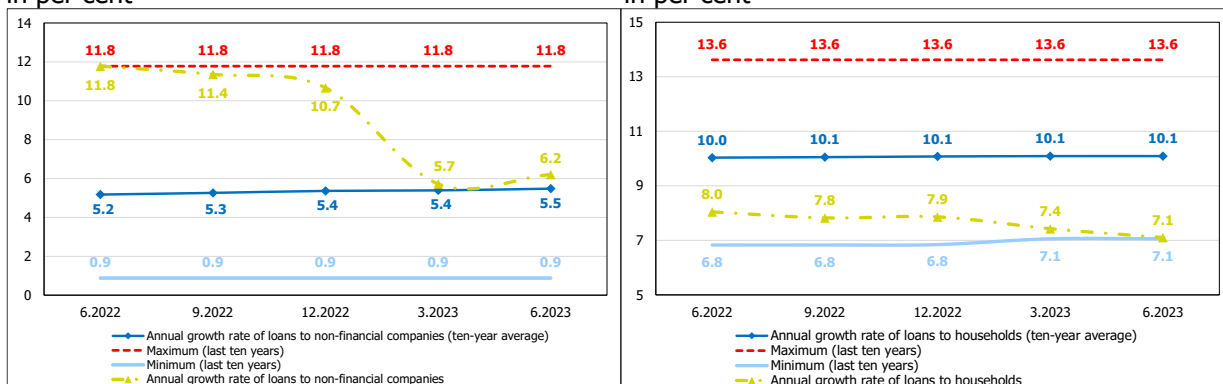 in per cent
in per cent
14
12
10
8
6
4
2
0
11.8 11.8 11.8 11.8 11.8
11.8 11.4 10.7 5.7 6.2
5.2 5.3 5.4 5.4 5.5
0.9 0.9 0.9 0.9 0.9
6.2022 9.2022 12.2022 3.2023 6.2023
Annual growth rate of loans to non-financial companies (ten-year average)
Maximum (last ten years)
Minimum (last ten years)
Annual growth rate of loans to non-financial companies
15
13
11
9
7
5
13.6 13.6 13.6 13.6 13.6
10.0 10.1 10.1 10.1 10.1
8.0 7.8 7.9 7.4 7.1
6.8 6.8 6.8 7.1 7.1
6.2022 9.2022 12.2022 3.2023 6.2023
Annual growth rate of loans to households (ten-year average)
Maximum (last ten years)
Minimum (last ten years)
Annual growth rate of loans to households